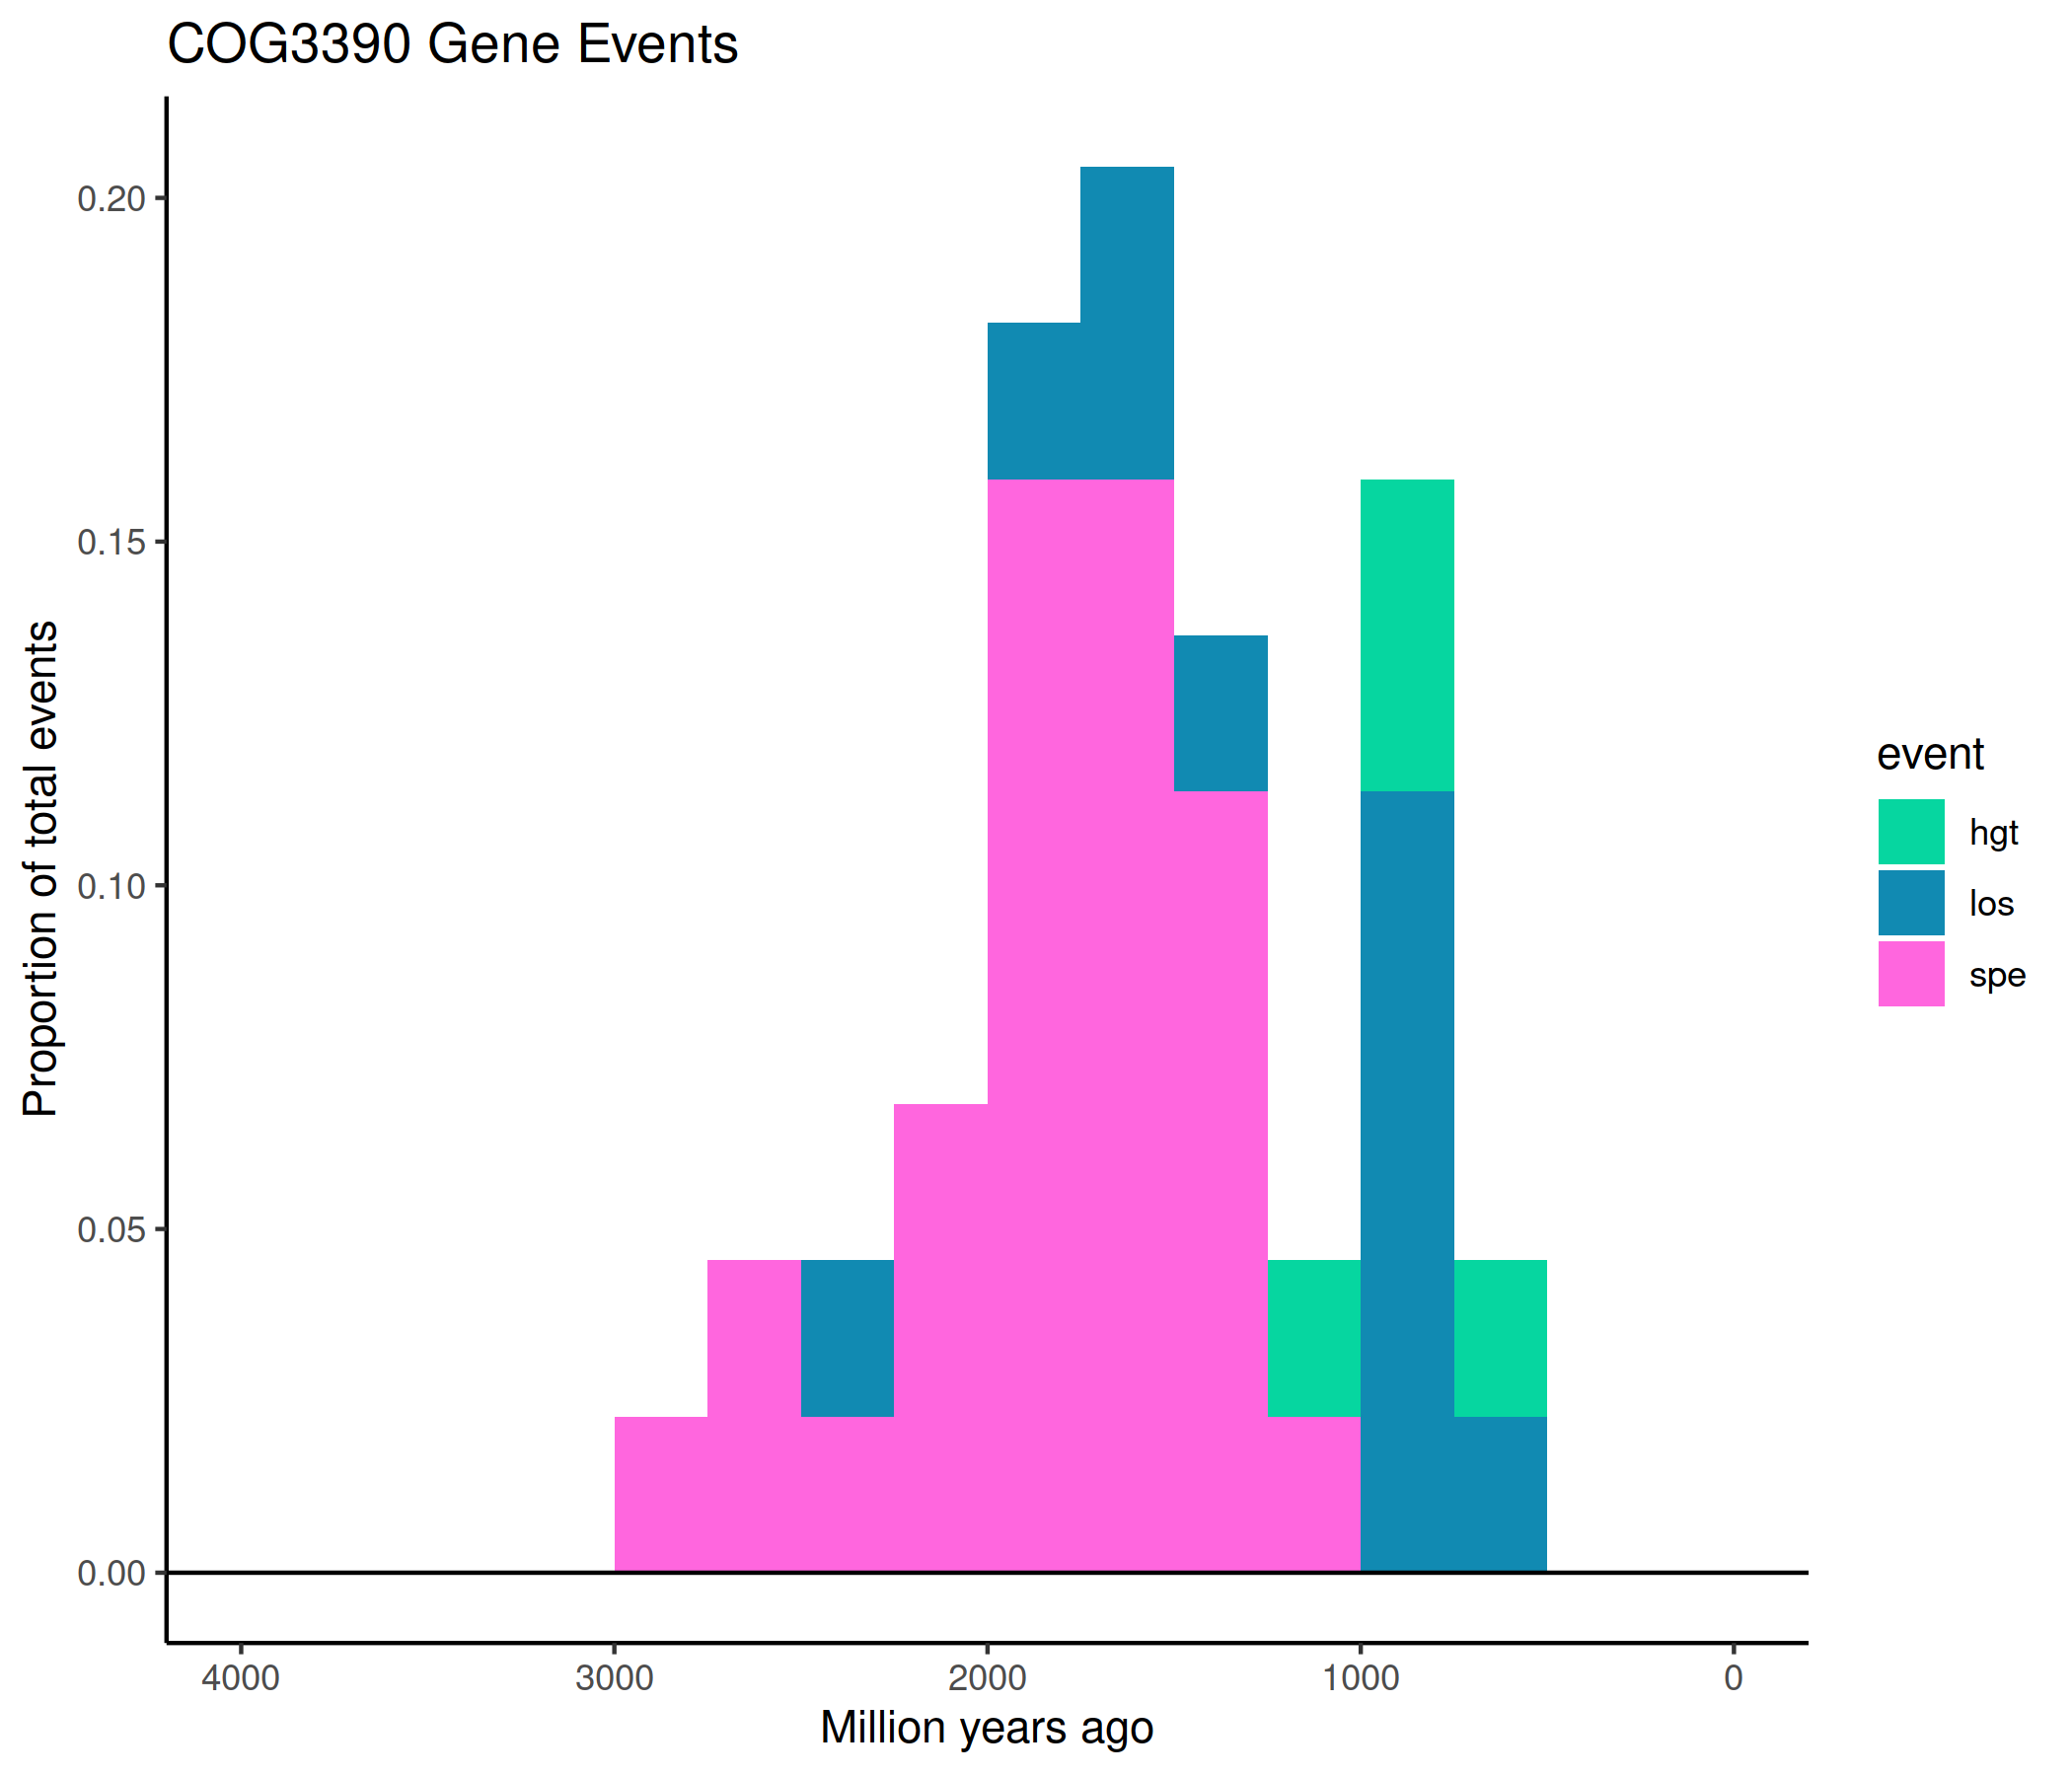 COG3390 Gene Events
Proportion of total events
0.20
0.15
0.10
0.05
0.00
4000 3000 2000 1000 0
Million years ago
event
hgt
los
spe